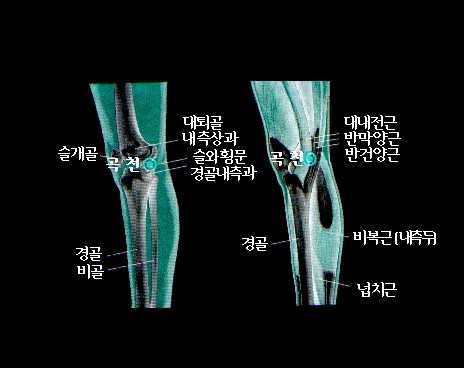 대퇴골
내측상과
슬개골
곡천
슬와횡문
경골내측과
경골
비골
대내전근
반막양근
반건양근
곡천
경골
비복근(내측두)
넙치근